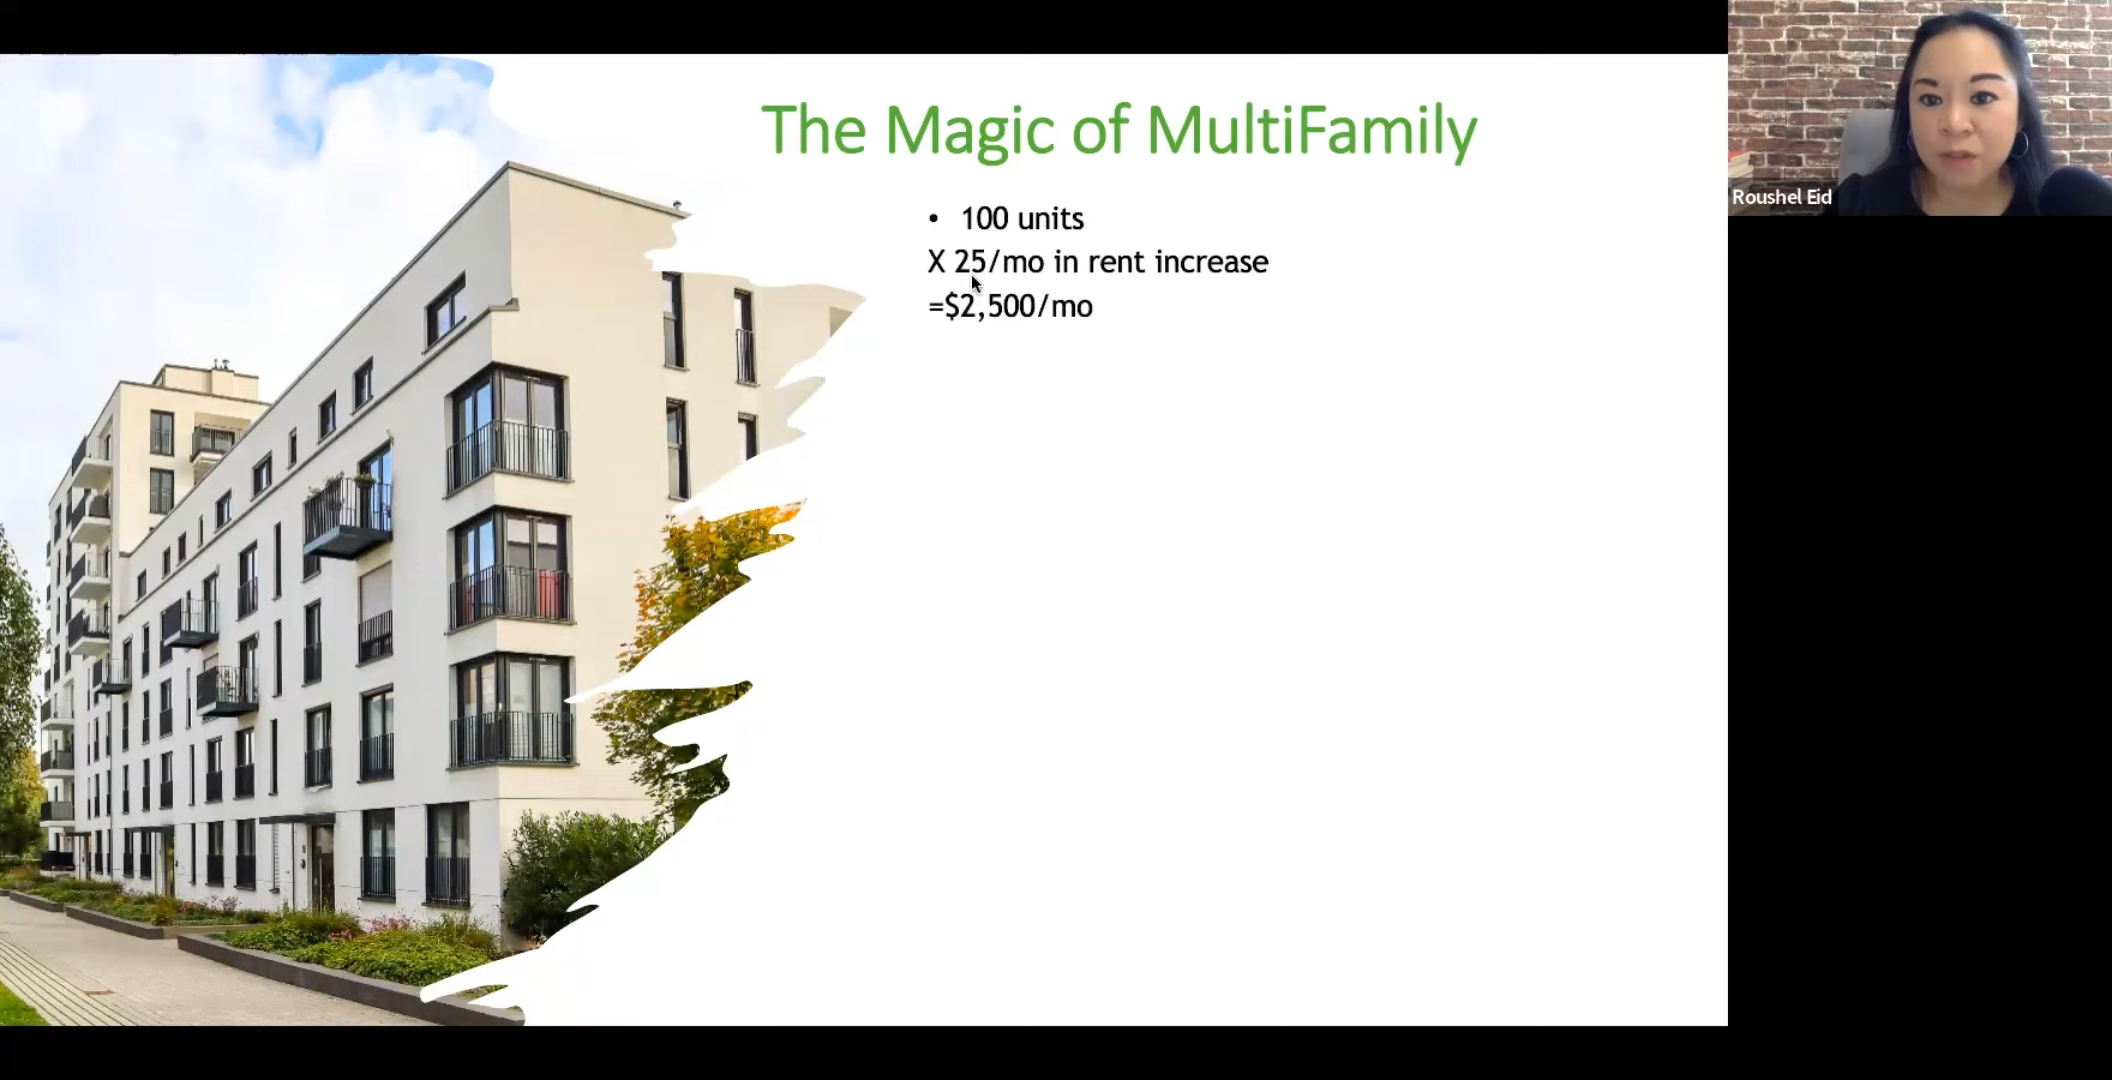 The Magic of MultiFamily
• 100 units
X 25/mo in rent increase
=$2,500/mo
Roushel Eid